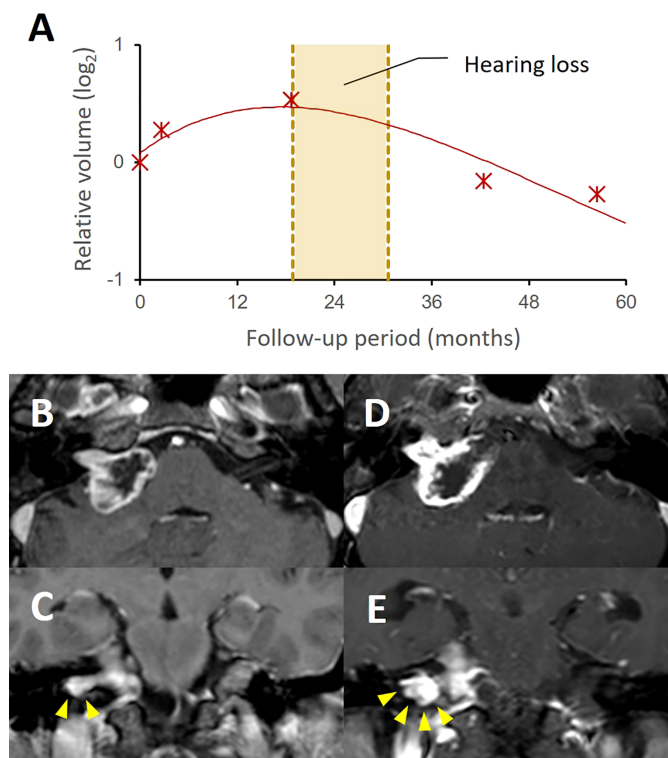 A
Relative volume (log2)
1
0
-1
Hearing loss
0 12 24 36 48 60
Follow-up period (months)
B
D
C
E